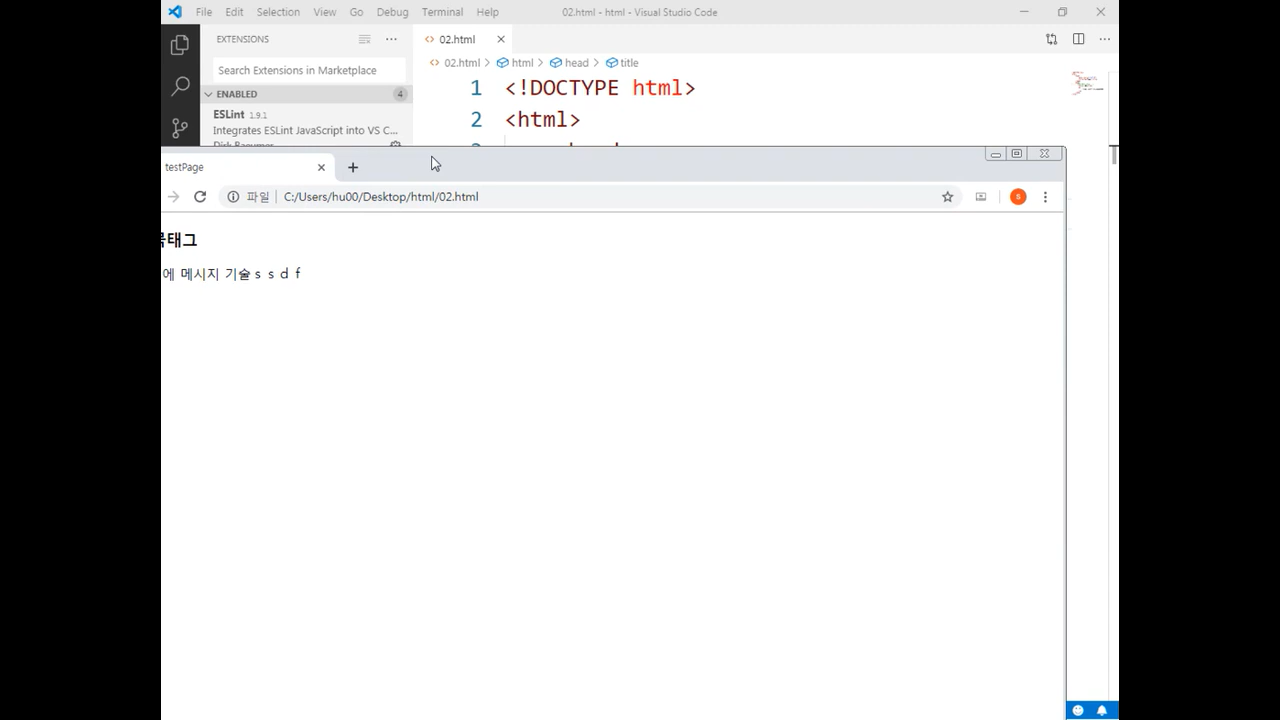 File Edit Selection View Go Debug Terminal Help 02.html - html - Visual Studio Code
EXTENSIONS
02.html
Search Extensions in Marketplace
02.html > html > head > title
ENABLED 4
1 <!DOCTYPE html>
ESLint 1.9.1
2 <html>
Integrates ESLint JavaScript into VS C...
testPage
파일 C:/Users/hu00/Desktop/html/02.html
s
태그
에 메시지 기술 s s d f